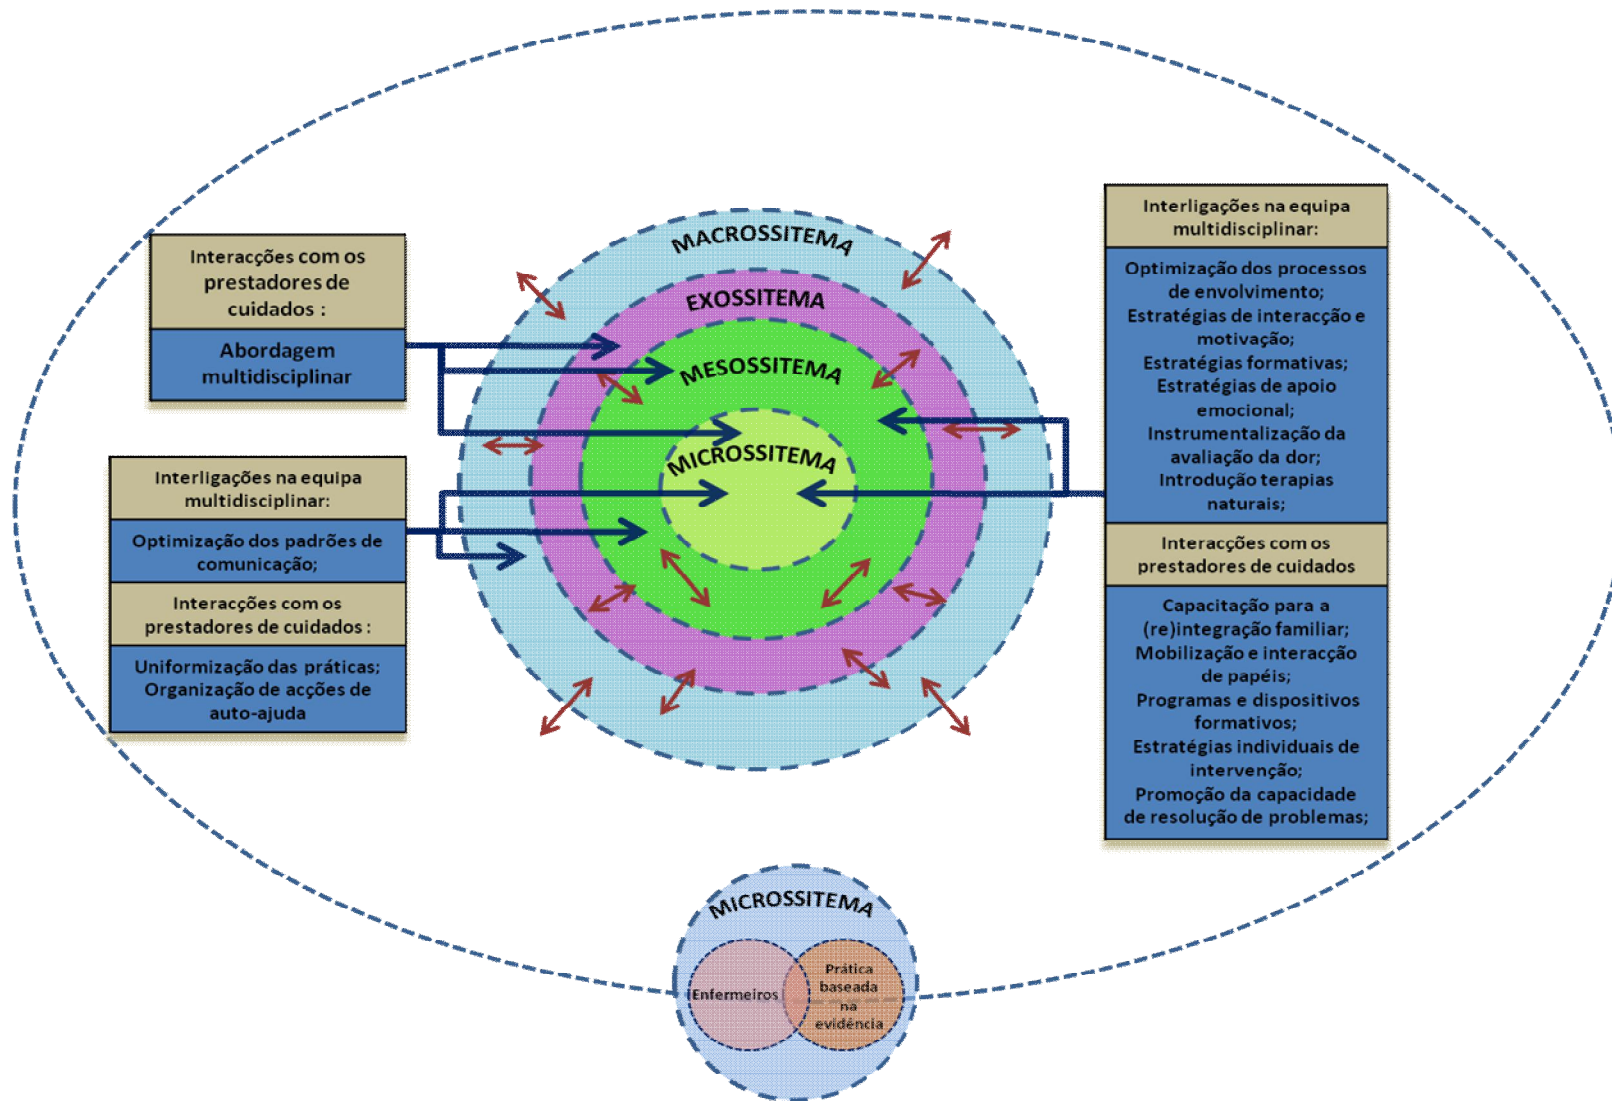 MACROSSITEMA
EXOSSITEMA
MESOSSITEMA
MICROSSITEMA
Interacções com os
prestadores de
cuidados :
Abordagem
multidisciplinar
Interligações na equipa
multidisciplinar:
Optimização dos padrões de
comunicação;
Interacções com os
prestadores de cuidados :
Uniformização das práticas;
Organização de acções de
auto-ajuda
Interligações na equipa
multidisciplinar:
Optimização dos processos
de envolvimento;
Estratégias de interacção e
motivação;
Estratégias formativas;
Estratégias de apoio
emocional;
Instrumentalização da
avaliação da dor;
Introdução terapias
naturais;
Interacções com os
prestadores de cuidados
Capacitação para a
(re)integração familiar;
Mobilização e interacção
de papéis;
Programas e dispositivos
formativos;
Estratégias individuais de
intervenção;
Promoção da capacidade
de resolução de problemas;
MICROSSITEMA
Enfermeiros
Prática
baseada
na
evidência